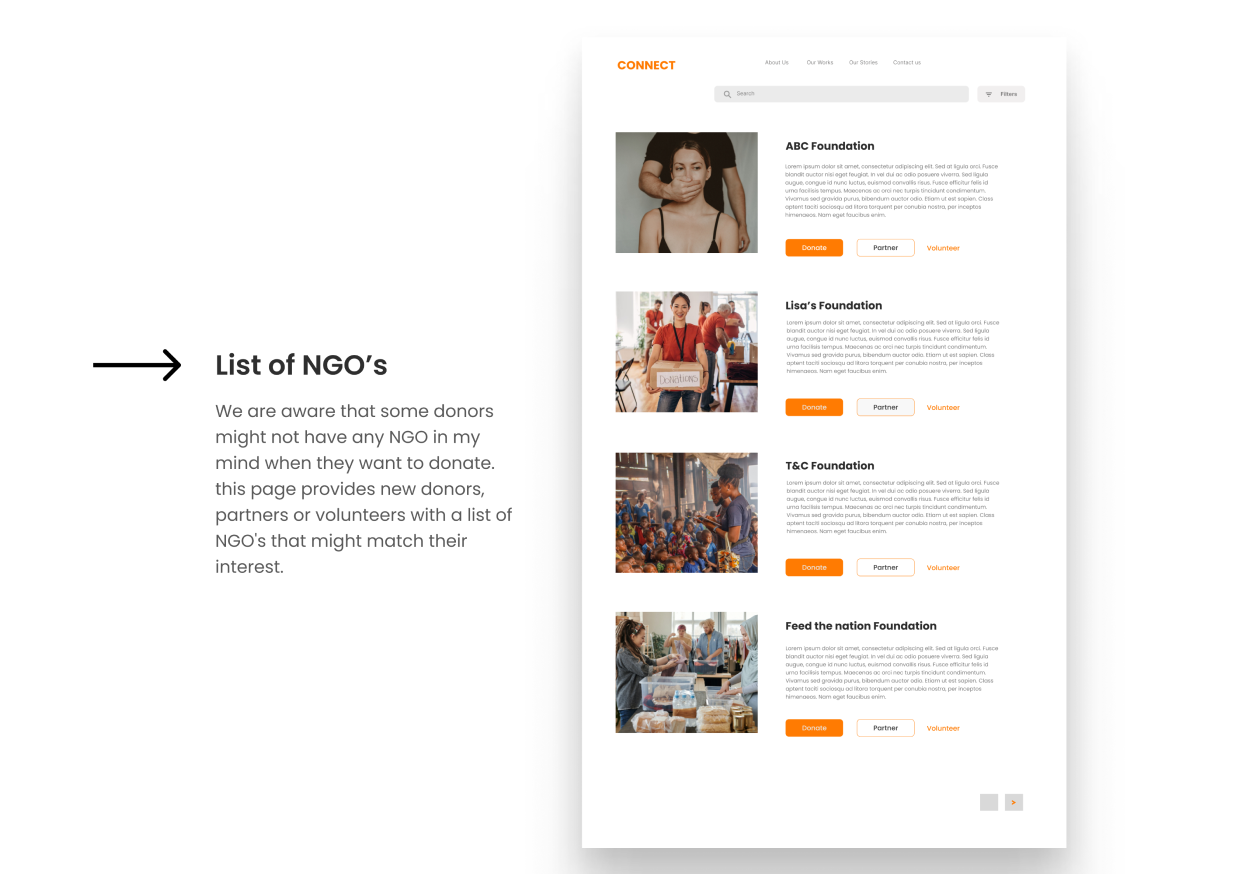 List of NGO’s
We are aware that some donors
might not have any NGO in my
mind when they want to donate.
this page provides new donors,
partners or volunteers with a list of
NGO's that might match their
interest.
CONNECT
About Us Our Works Our Stories Contact us
Search
Filters
ABC Foundation
Lorem ipsum dolor sit amet, consectetur adipiscing elit. Sed at ligula orci. Fusce
blandit auctor nisi eget feugiat. In vel dui ac odio posuere viverra. Sed ligula
augue, congue id nunc luctus, euismod convallis risus. Fusce efficitur felis id
urna facilisis tempus. Maecenas ac orci nec turpis tincidunt condimentum.
Vivamus sed gravida purus, bibendum auctor odio. Etiam ut est sapien. Class
aptent taciti sociosqu ad litora torquent per conubia nostra, per inceptos
himenaeos. Nam eget faucibus enim.
Donate Partner Volunteer
Lisa’s Foundation
Lorem ipsum dolor sit amet, consectetur adipiscing elit. Sed at ligula orci. Fusce
blandit auctor nisi eget feugiat. In vel dui ac odio posuere viverra. Sed ligula
augue, congue id nunc luctus, euismod convallis risus. Fusce efficitur felis id
urna facilisis tempus. Maecenas ac orci nec turpis tincidunt condimentum.
Vivamus sed gravida purus, bibendum auctor odio. Etiam ut est sapien. Class
aptent taciti sociosqu ad litora torquent per conubia nostra, per inceptos
himenaeos. Nam eget faucibus enim.
DONATIONS
Donate Partner Volunteer
T&C Foundation
Lorem ipsum dolor sit amet, consectetur adipiscing elit. Sed at ligula orci. Fusce
blandit auctor nisi eget feugiat. In vel dui ac odio posuere viverra. Sed ligula
augue, congue id nunc luctus, euismod convallis risus. Fusce efficitur felis id
urna facilisis tempus. Maecenas ac orci nec turpis tincidunt condimentum.
Vivamus sed gravida purus, bibendum auctor odio. Etiam ut est sapien. Class
aptent taciti sociosqu ad litora torquent per conubia nostra, per inceptos
himenaeos. Nam eget faucibus enim.
Donate Partner Volunteer
Feed the nation Foundation
Lorem ipsum dolor sit amet, consectetur adipiscing elit. Sed at ligula orci. Fusce
blandit auctor nisi eget feugiat. In vel dui ac odio posuere viverra. Sed ligula
augue, congue id nunc luctus, euismod convallis risus. Fusce efficitur felis id
urna facilisis tempus. Maecenas ac orci nec turpis tincidunt condimentum.
Vivamus sed gravida purus, bibendum auctor odio. Etiam ut est sapien. Class
aptent taciti sociosqu ad litora torquent per conubia nostra, per inceptos
himenaeos. Nam eget faucibus enim.
Donate Partner Volunteer